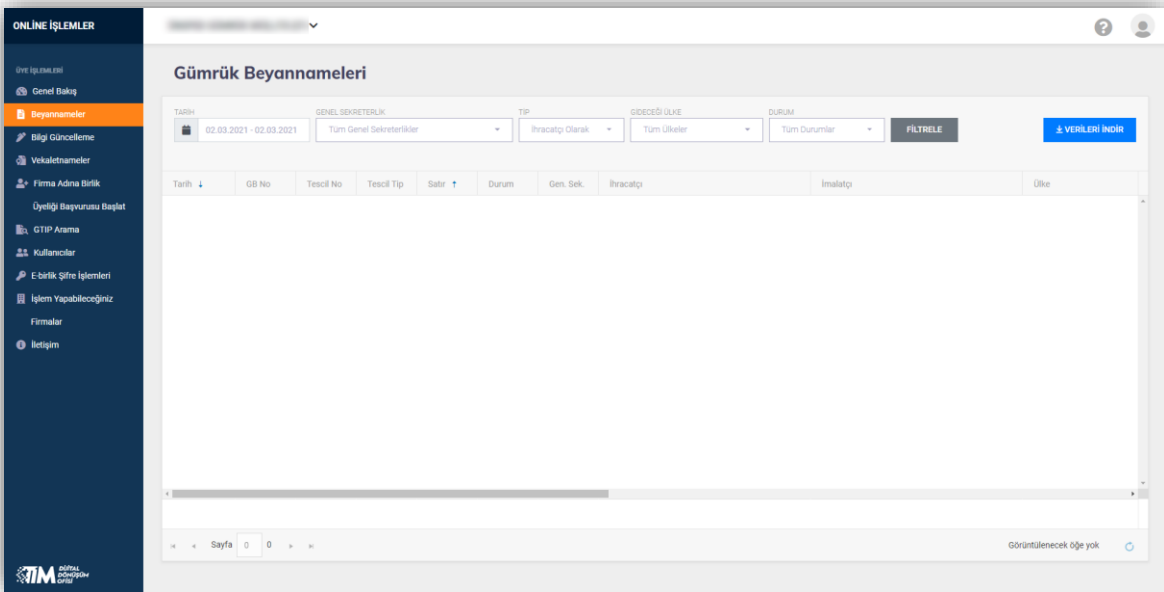 ONLİNE İŞLEMLER
ÜYE İŞLEMLERİ
Genel Bakış
Beyannameler
Bilgi Güncelleme
Vekaletnameler
Firma Adına Birlik
Üyeliği Başvurusu Başlat
GTIP Arama
Kullanıcılar
E-birlik Şifre İşlemleri
İşlem Yapabileceğiniz
Firmalar
İletişim
TİM DİJİTAL
DÖNÜŞÜM
OFİSİ
Gümrük Beyannameleri
TARİH GENEL SEKRETERLİK TİP GİDECEĞİ ÜLKE DURUM
02.03.2021 - 02.03.2021 Tüm Genel Sekreterlikler İhracatçı Olarak Tüm Ülkeler Tüm Durumlar FİLTRELE VERİLERİ İNDİR
Tarih GB No Tescil No Tescil Tip Satır Durum Gen. Sek. İhracatçı İmalatçı Ülke
Sayfa 0 0 Görüntülenecek öğe yok